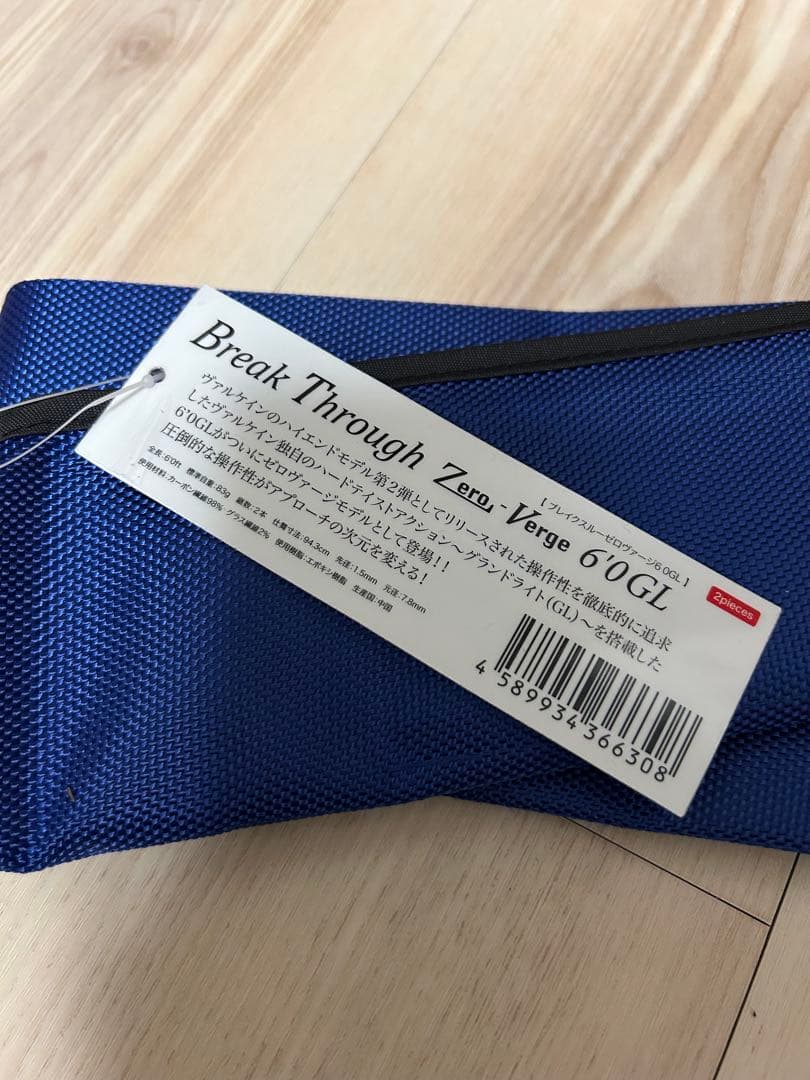 Break Through Zero-Verge 6'0GL
【ブレイクスルーゼロヴァージ6 0GL】
ヴァルケインのハイエンドモデル第2弾としてリリースされた操作性を徹底的に追求
したヴァルケイン独自のハードテイストアクション～グランドライト(GL)～を搭載した
6'0GLがついにゼロヴァージモデルとして登場!!
圧倒的な操作性がアプローチの次元を変える!
全長:6'0ft 標準自重:83g 継数:2本 仕舞寸法:94.3cm 先径:1.5mm 元径:7.8mm
使用材料:カーボン繊維98% グラス繊維2% 使用樹脂:エポキシ樹脂 生産国:中国
2pieces
4 589934 366308